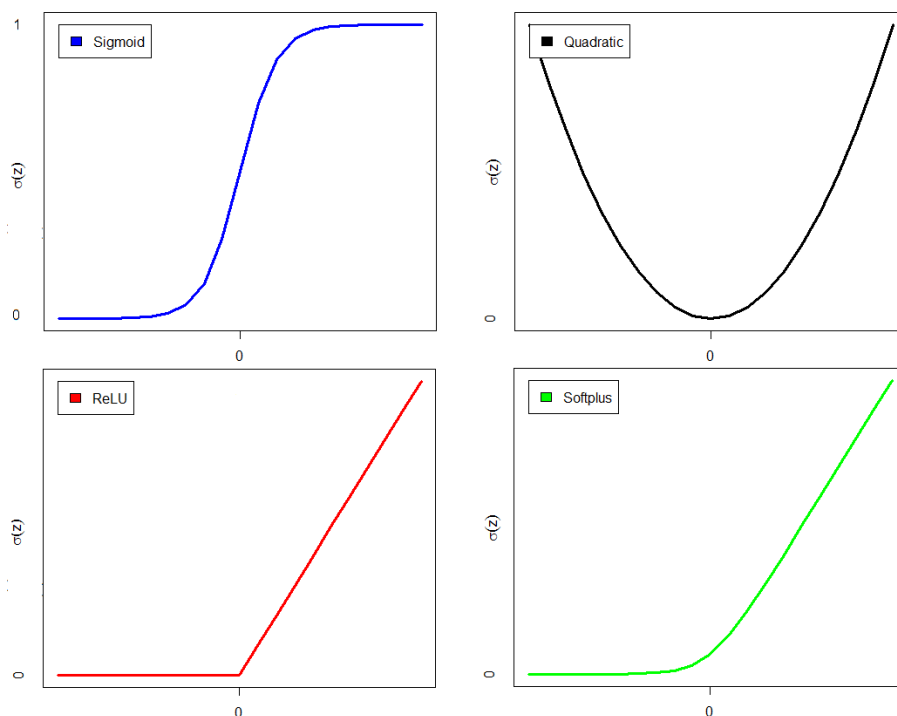 1
Sigmoid
σ(z)
0
0
Quadratic
σ(z)
0
0
ReLU
σ(z)
0
0
Softplus
σ(z)
0
0